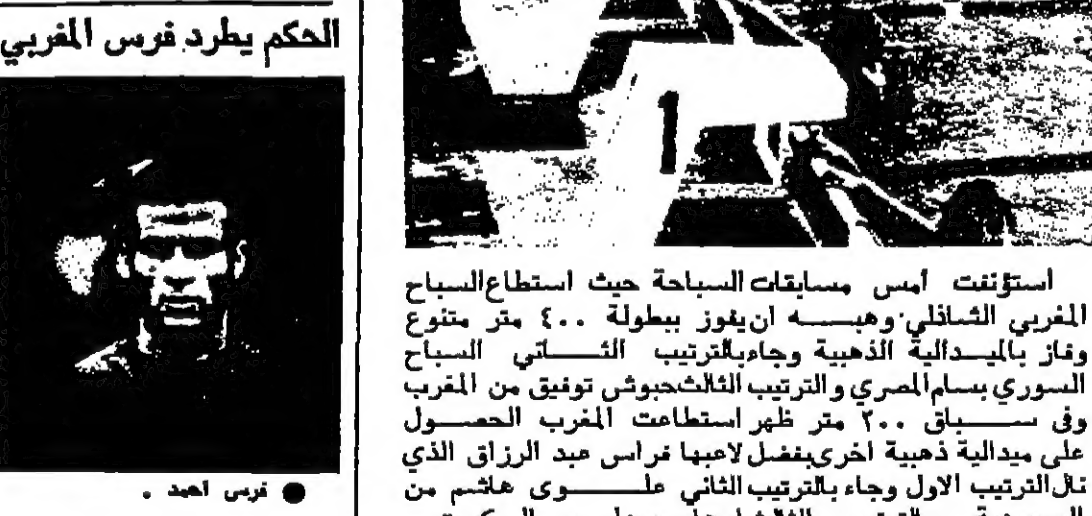 استؤنفت أمس مسابقات السباحة حيث استطاع السباح
المغربي الشاذلي وهبه ان يفوز ببطولة ٤٠٠ متر متنوع
وفاز بالميدالية الذهبية وجاء بالترتيب الثاني السباح
السوري بسام المصري والترتيب الثالث حبوشي توفيق من المغرب
وفي سباق ٢٠٠ متر ظهر استطاعت المغرب الحصول
على ميدالية ذهبية اخرى بفضل لاعبها فراس عبد الرزاق الذي
نال الترتيب الاول وجاء بالترتيب الثاني علوي هاشم من
الحكم يطرد فرس المغربي
فرس احمد .